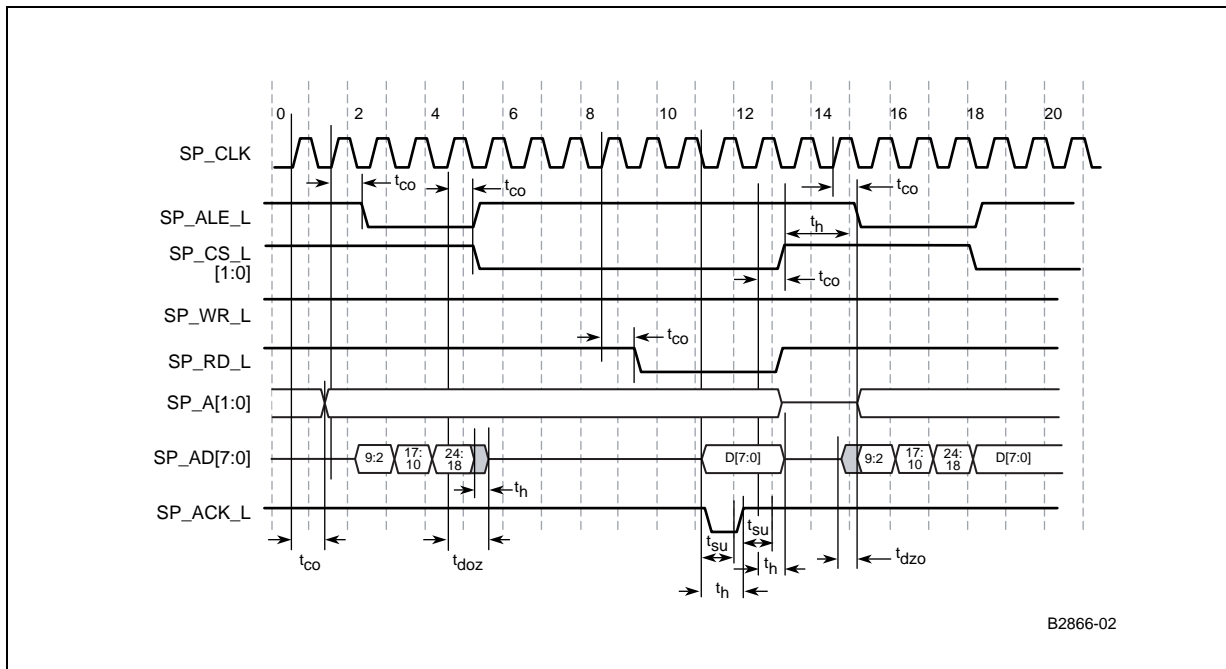 0 2 4 6 8 10 12 14 16 18 20
SP_CLK
tco tco tco
SP_ALE_L
th
SP_CS_L
[1:0]
tco
SP_WR_L
tco
SP_RD_L
SP_A[1:0]
SP_AD[7:0] 9:2 17:10 24:18 D[7:0] 9:2 17:10 24:18 D[7:0]
th
SP_ACK_L
tsu tsu
tco tdoz th tdzo
th
B2866-02